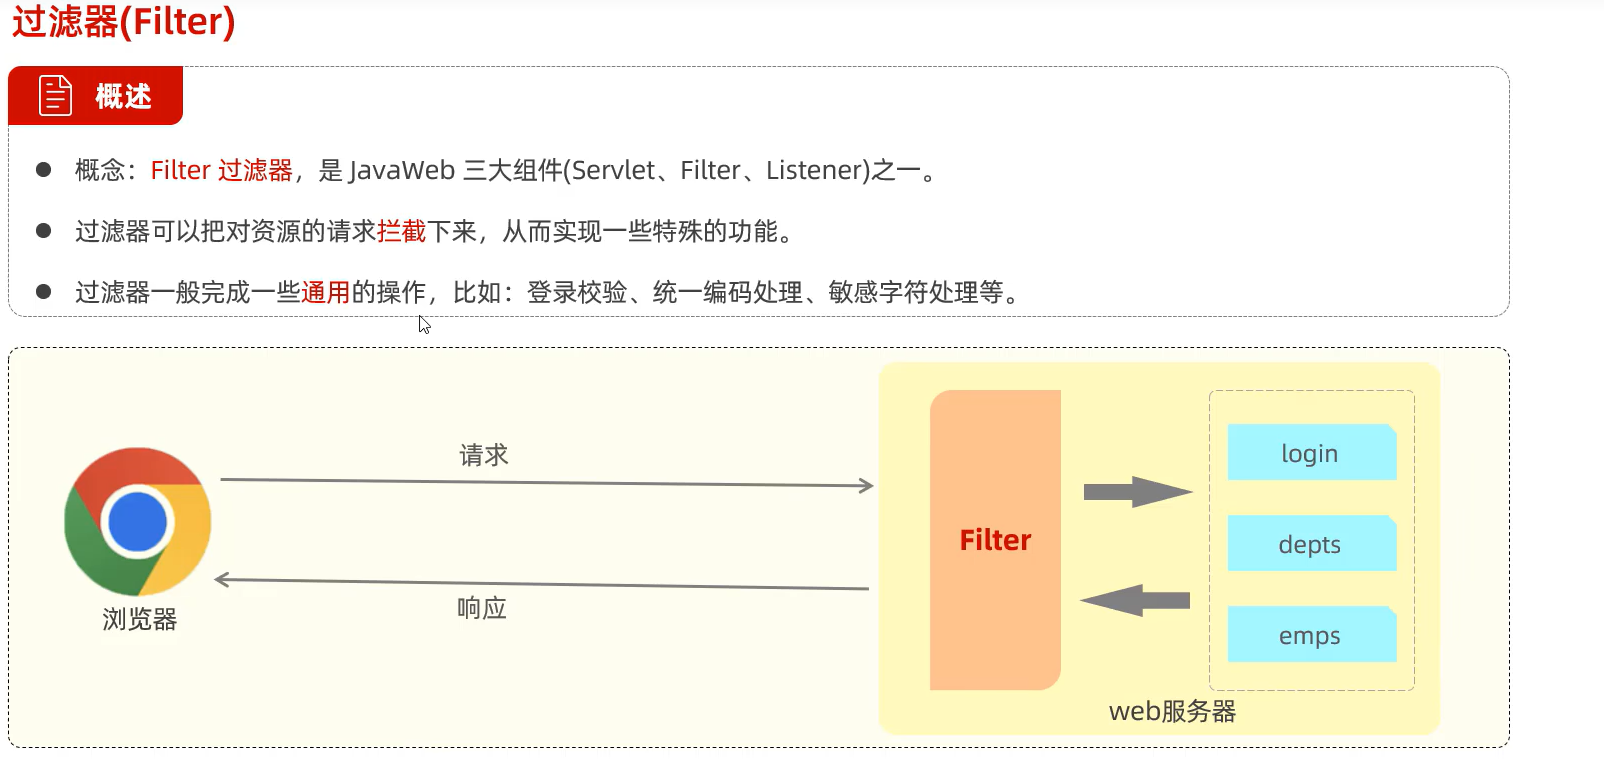 过滤器(Filter)
概述
概念：Filter 过滤器，是 JavaWeb 三大组件(Servlet、Filter、Listener)之一。
过滤器可以把对资源的请求拦截下来，从而实现一些特殊的功能。
过滤器一般完成一些通用的操作，比如：登录校验、统一编码处理、敏感字符处理等。
请求
响应
浏览器
Filter
login
depts
emps
web服务器